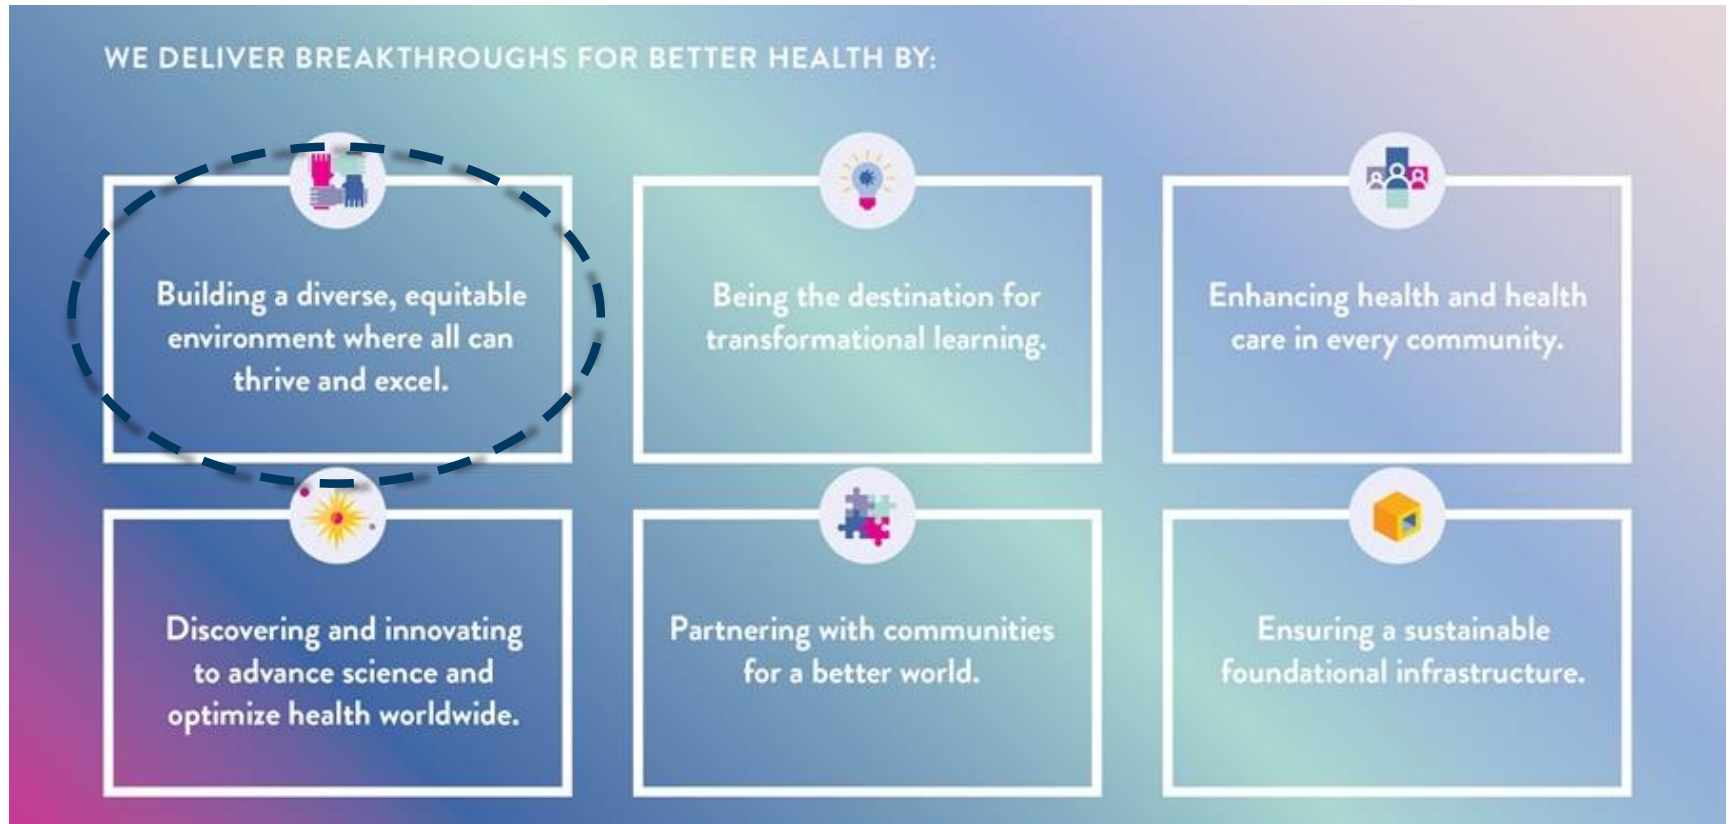 WE DELIVER BREAKTHROUGHS FOR BETTER HEALTH BY:
Building a diverse, equitable
environment where all can
thrive and excel.
Being the destination for
transformational learning.
Enhancing health and health
care in every community.
Discovering and innovating
to advance science and
optimize health worldwide.
Partnering with communities
for a better world.
Ensuring a sustainable
foundational infrastructure.